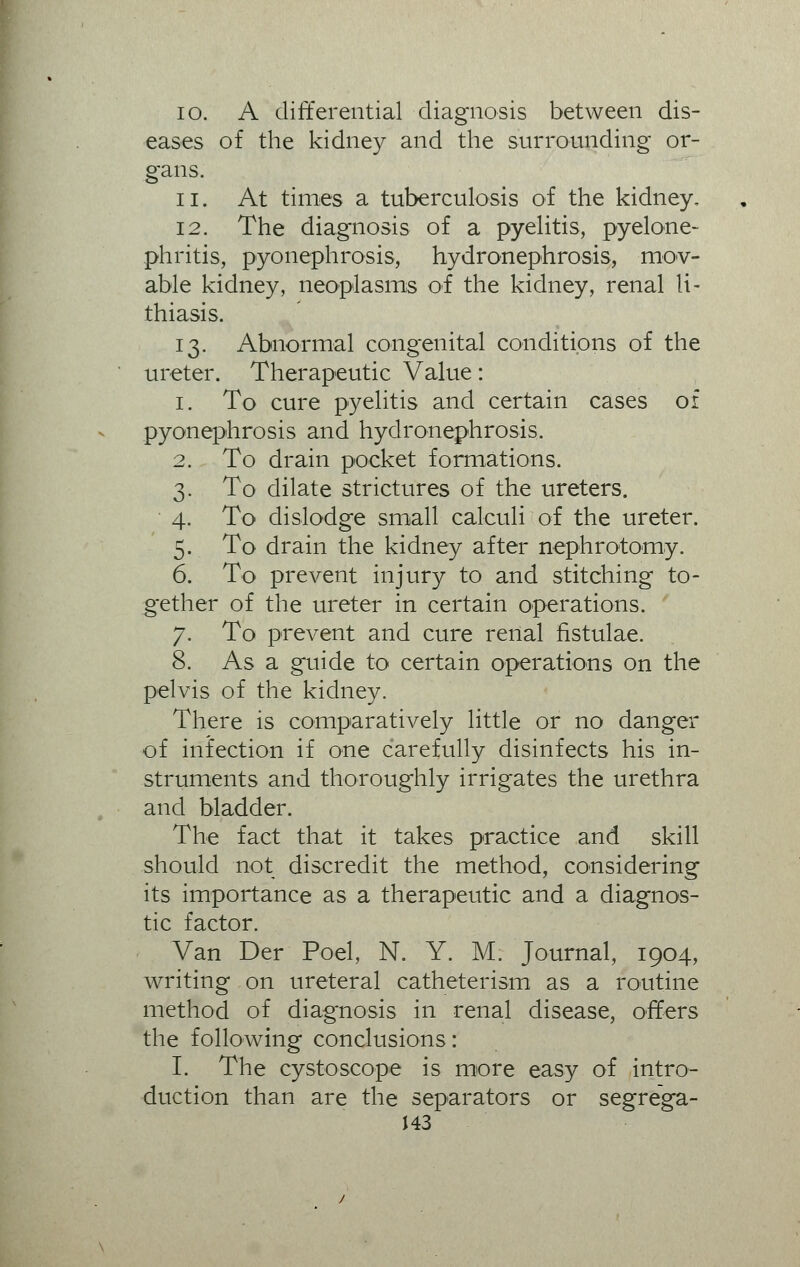 10. A differential diagnosis between dis-
eases of the kidney and the surrounding or-
gans.
11. At times a tuberculosis of the kidney.
12. The diagnosis of a pyelitis, pyelone-
phritis, pyonephrosis, hydronephrosis, mov-
able kidney, neoplasms of the kidney, renal li-
thiasis.
13. Abnormal congenital conditions of the
ureter. Therapeutic Value:
1. To cure pyelitis and certain cases of
pyonephrosis and hydronephrosis.
2. To drain pocket formations.
3. To dilate strictures of the ureters.
4. To dislodge small calculi of the ureter.
5. To drain the kidney after nephrotomy.
6. To prevent injury to and stitching to-
gether of the ureter in certain operations.
7. To prevent and cure renal fistulae.
8. As a guide to certain operations on the
pelvis of the kidney.
There is comparatively little or no danger
of infection if one carefully disinfects his in-
struments and thoroughly irrigates the urethra
and bladder.
The fact that it takes practice and skill
should not discredit the method, considering
its importance as a therapeutic and a diagnos-
tic factor.
Van Der Poel, N. Y. M. Journal, 1904,
writing on ureteral catheterism as a routine
method of diagnosis in renal disease, offers
the following conclusions:
I. The cystoscope is more easy of intro-
duction than are the separators or segrega-
143